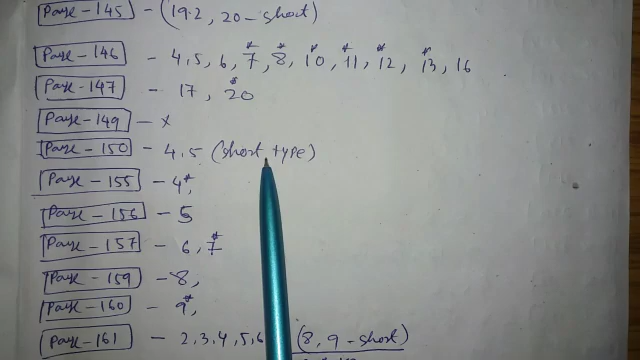 Page-145 - (19.2, 20-short)
Page-146 - 4,5, 6, 7*, 8*, 10*, 11*, 12*, 13*, 16
Page-147 - 17, 20*
Page-149 - x
Page-150 - 4.5 (short type)
Page-155 - 4*,
Page-156 - 5
Page-157 - 6, 7*
Page-159 - 8,
Page-160 - 9*,
Page-161 - 2,3,4,5,6 (8, 9-short)